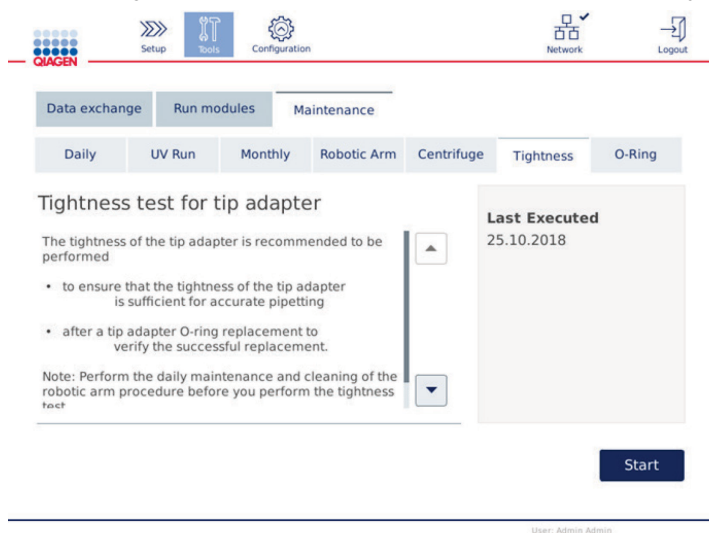 QIAGEN
Setup
Tools
Configuration
Network
Logout
Data exchange
Run modules
Maintenance
Daily
UV Run
Monthly
Robotic Arm
Centrifuge
Tightness
O-Ring
Tightness test for tip adapter
The tightness of the tip adapter is recommended to be
performed
• to ensure that the tightness of the tip adapter
is sufficient for accurate pipetting
• after a tip adapter O-ring replacement to
verify the successful replacement.
Note: Perform the daily maintenance and cleaning of the
robotic arm procedure before you perform the tightness
test
Last Executed
25.10.2018
Start
User: Admin Admin